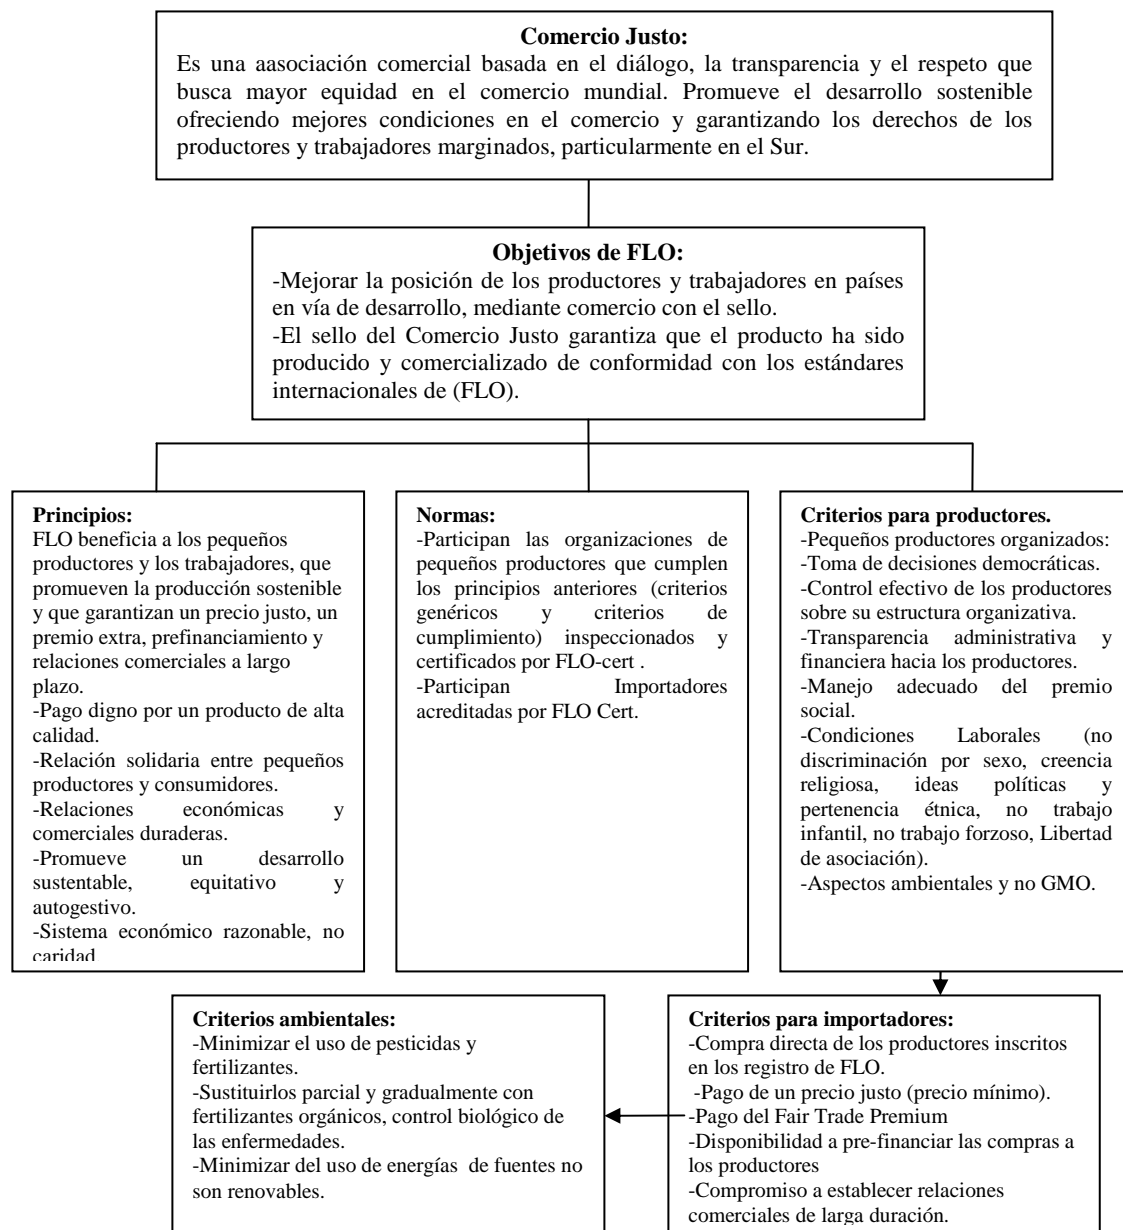 Comercio Justo:
Es una aasociación comercial basada en el diálogo, la transparencia y el respeto que
busca mayor equidad en el comercio mundial. Promueve el desarrollo sostenible
ofreciendo mejores condiciones en el comercio y garantizando los derechos de los
productores y trabajadores marginados, particularmente en el Sur.
Objetivos de FLO:
-Mejorar la posición de los productores y trabajadores en países
en vía de desarrollo, mediante comercio con el sello.
-El sello del Comercio Justo garantiza que el producto ha sido
producido y comercializado de conformidad con los estándares
internacionales de (FLO).
Principios:
FLO beneficia a los pequeños
productores y los trabajadores, que
promueven la producción sostenible
y que garantizan un precio justo, un
premio extra, prefinanciamiento y
relaciones comerciales a largo
plazo.
-Pago digno por un producto de alta
calidad.
-Relación solidaria entre pequeños
productores y consumidores.
-Relaciones económicas y
comerciales duraderas.
-Promueve un desarrollo
sustentable, equitativo y
autogestivo.
-Sistema económico razonable, no
caridad.
Normas:
-Participan las organizaciones de
pequeños productores que cumplen
los principios anteriores (criterios
genéricos y criterios de
cumplimiento) inspeccionados y
certificados por FLO-cert .
-Participan Importadores
acreditadas por FLO Cert.
Criterios para productores.
-Pequeños productores organizados:
-Toma de decisiones democráticas.
-Control efectivo de los productores
sobre su estructura organizativa.
-Transparencia administrativa y
financiera hacia los productores.
-Manejo adecuado del premio
social.
-Condiciones Laborales (no
discriminación por sexo, creencia
religiosa, ideas políticas y
pertenencia étnica, no trabajo
infantil, no trabajo forzoso, Libertad
de asociación).
-Aspectos ambientales y no GMO.
Criterios ambientales:
-Minimizar el uso de pesticidas y
fertilizantes.
-Sustituirlos parcial y gradualmente con
fertilizantes orgánicos, control biológico de
las enfermedades.
-Minimizar del uso de energías de fuentes no
son renovables.
Criterios para importadores:
-Compra directa de los productores inscritos
en los registro de FLO.
-Pago de un precio justo (precio mínimo).
-Pago del Fair Trade Premium
-Disponibilidad a pre-financiar las compras a
los productores
-Compromiso a establecer relaciones
comerciales de larga duración.